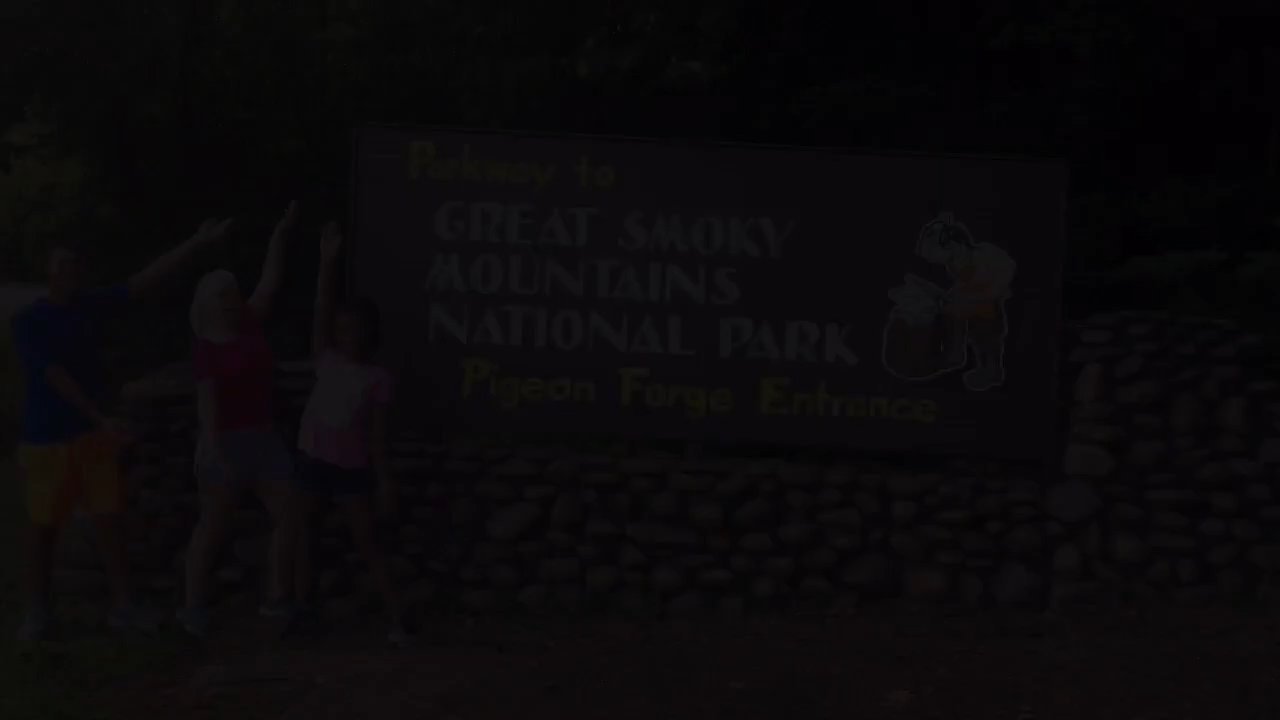 Parkway to
GREAT SMOKY
MOUNTAINS
NATIONAL PARK
Pigeon Forge Entrance